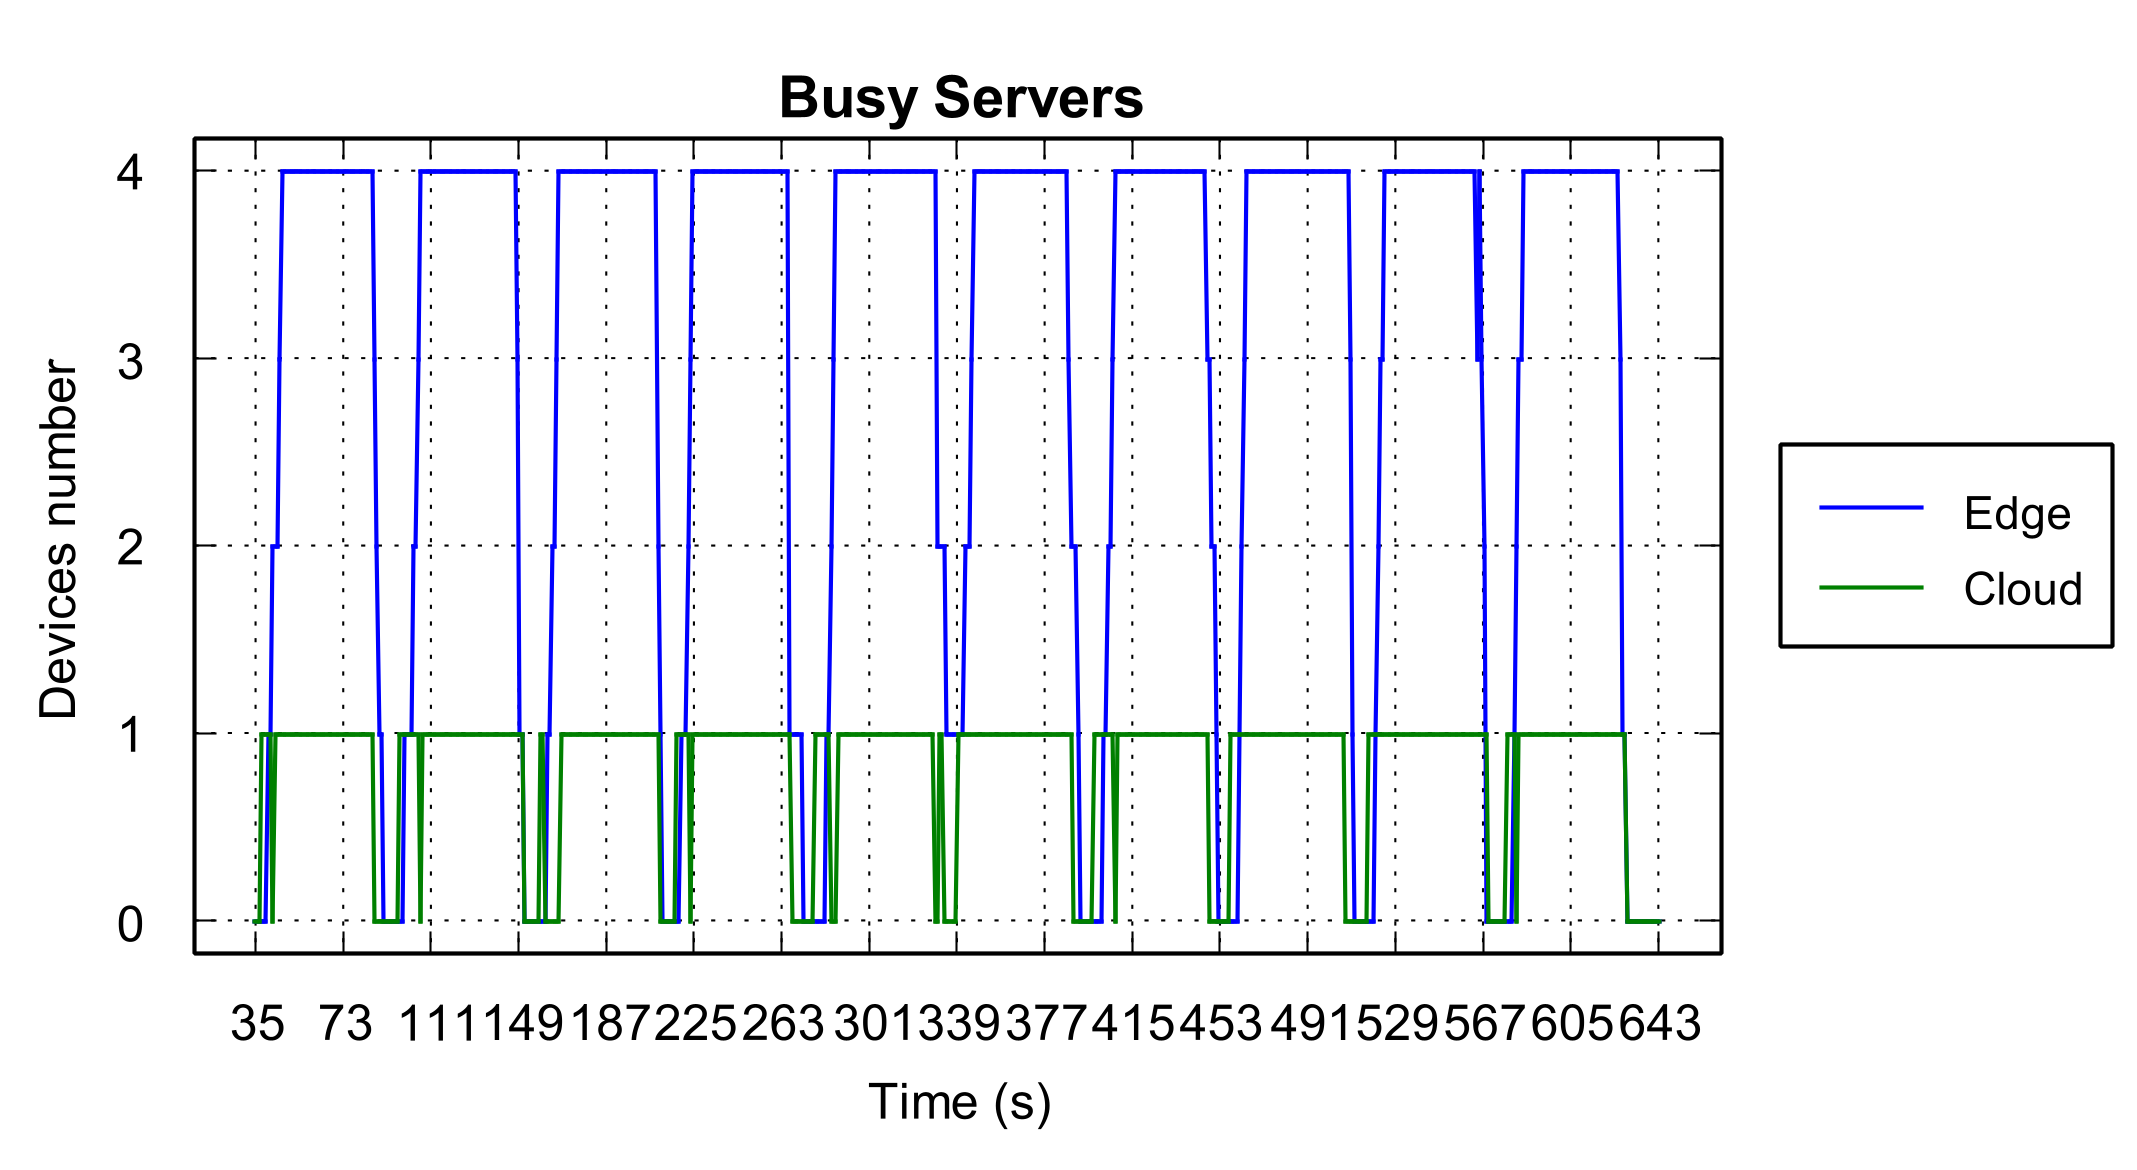 Busy Servers
4
3
2
1
0
Devices number
35 73 111 149 187 225 263 301 339 377 415 453 491 529 567 605 643
Time (s)
Edge
Cloud